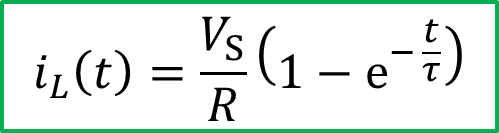 i_L(t) = V_S/R (1 − e^{−t/τ})